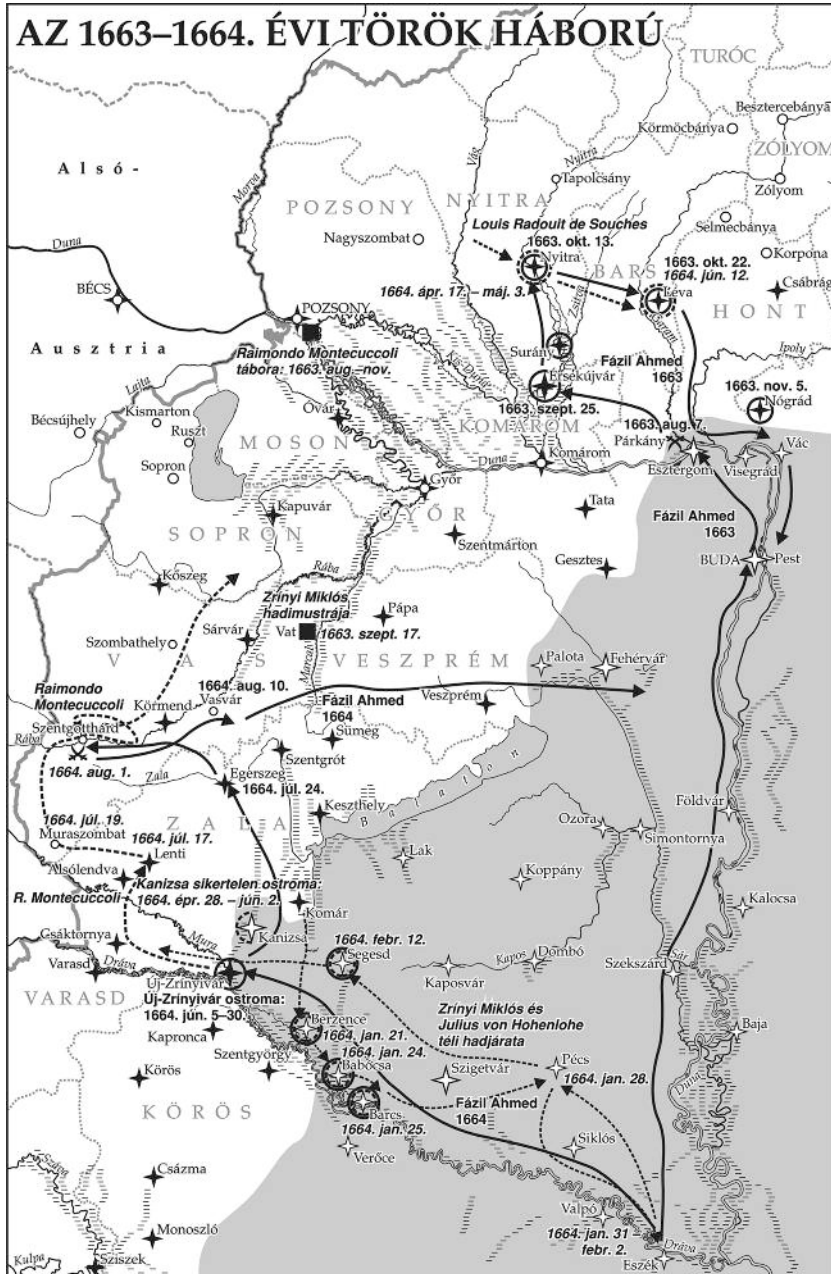 AZ 1663–1664. ÉVI TÖRÖK HÁBORÚ
TURÓC
Besztercebánya
Körmöcbánya
ZÓLYOM
Alsó-
Morva
Vág
Nyitra
Tapolcsány
Zólyom
POZSONY
NYITRA
Selmecbánya
Louis Radouit de Souches
Nagyszombat
1663. okt. 13.
Nyitra
Korpona
Duna
BARS
1663. okt. 22.
1664. jún. 12.
Csábrág
BÉCS
1664. ápr. 17. – máj. 3.
Léva
HONT
Zsitva
Garam
POZSONY
Surány
Ipoly
Ausztria
Raimondo Montecuccoli
tábora: 1663. aug.–nov.
Kis-Duna
Érsekújvár
Fázil Ahmed
1663
Lajta
1663. nov. 5.
Nógrád
Bécsújhely
Kismarton
Óvár
1663. szept. 25.
Ruszt
MOSON
KOMÁROM
1663. aug. 7.
Párkány
Vác
Sopron
Duna
Komárom
Esztergom
Visegrád
Győr
Kapuvár
Tata
SOPRON
GYŐR
Fázil Ahmed
1663
Szentmárton
Gesztes
BUDA
Pest
Rába
Kőszeg
Zrínyi Miklós
hadimustrája
Pápa
Sárvár
Vat
1663. szept. 17.
Szombathely
Marcal
Palota
Fehérvár
VAS
VESZPRÉM
Raimondo
Montecuccoli
1664. aug. 10.
Vasvár
Körmend
Fázil Ahmed
1664
Veszprém
Szentgotthárd
Rába
Sümeg
Szentgrót
1664. aug. 1.
Zala
Egerszeg
1664. júl. 24.
Keszthely
Balaton
Földvár
1664. júl. 19.
Muraszombat
ZALA
Ozora
Simontornya
1664. júl. 17.
Lenti
Lak
Alsólendva
Koppány
Kanizsa sikertelen ostroma:
1664. épr. 28. – jún. 2.
R. Montecuccoli
Komár
Kalocsa
Csáktornya
Mura
Kanizsa
1664. febr. 12.
Segesd
Kapos
Dombó
Sár
Varasd
Dráva
Kaposvár
Szekszárd
Új-Zrínyivár
VARASD
Új-Zrínyivár ostroma:
1664. jún. 5–30.
Zrínyi Miklós és
Julius von Hohenlohe
téli hadjárata
Berzence
1664. jan. 21.
Baja
Kapronca
1664. jan. 24.
Babócsa
Szentgyörgy
Pécs
Körös
Szigetvár
1664. jan. 28.
Duna
Barcs
Fázil Ahmed
1664
KÖRÖS
1664. jan. 25.
Siklós
Verőce
Száva
Csázma
Valpó
Monoszló
1664. jan. 31 –
febr. 2.
Dráva
Kulpa
Sziszek
Eszék